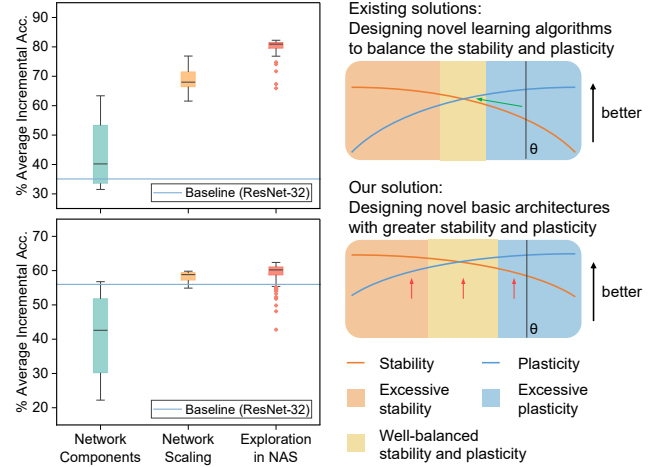 % Average Incremental Acc.
90
80
70
60
50
40
30
Baseline (ResNet-32)
% Average Incremental Acc.
70
60
50
40
30
20
Baseline (ResNet-32)
Network
Components
Network
Scaling
Exploration
in NAS
Existing solutions:
Designing novel learning algorithms
to balance the stability and plasticity
θ
better
Our solution:
Designing novel basic architectures
with greater stability and plasticity
θ
better
Stability
Plasticity
Excessive
stability
Excessive
plasticity
Well-balanced
stability and plasticity